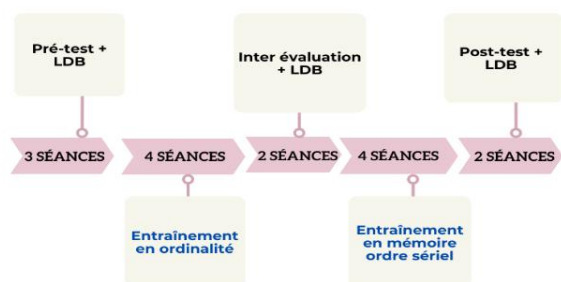 Pré-test +
LDB
Inter évaluation
+ LDB
Post-test +
LDB
3 SÉANCES
4 SÉANCES
2 SÉANCES
4 SÉANCES
2 SÉANCES
Entraînement
en ordinalité
Entraînement
en mémoire
ordre sériel